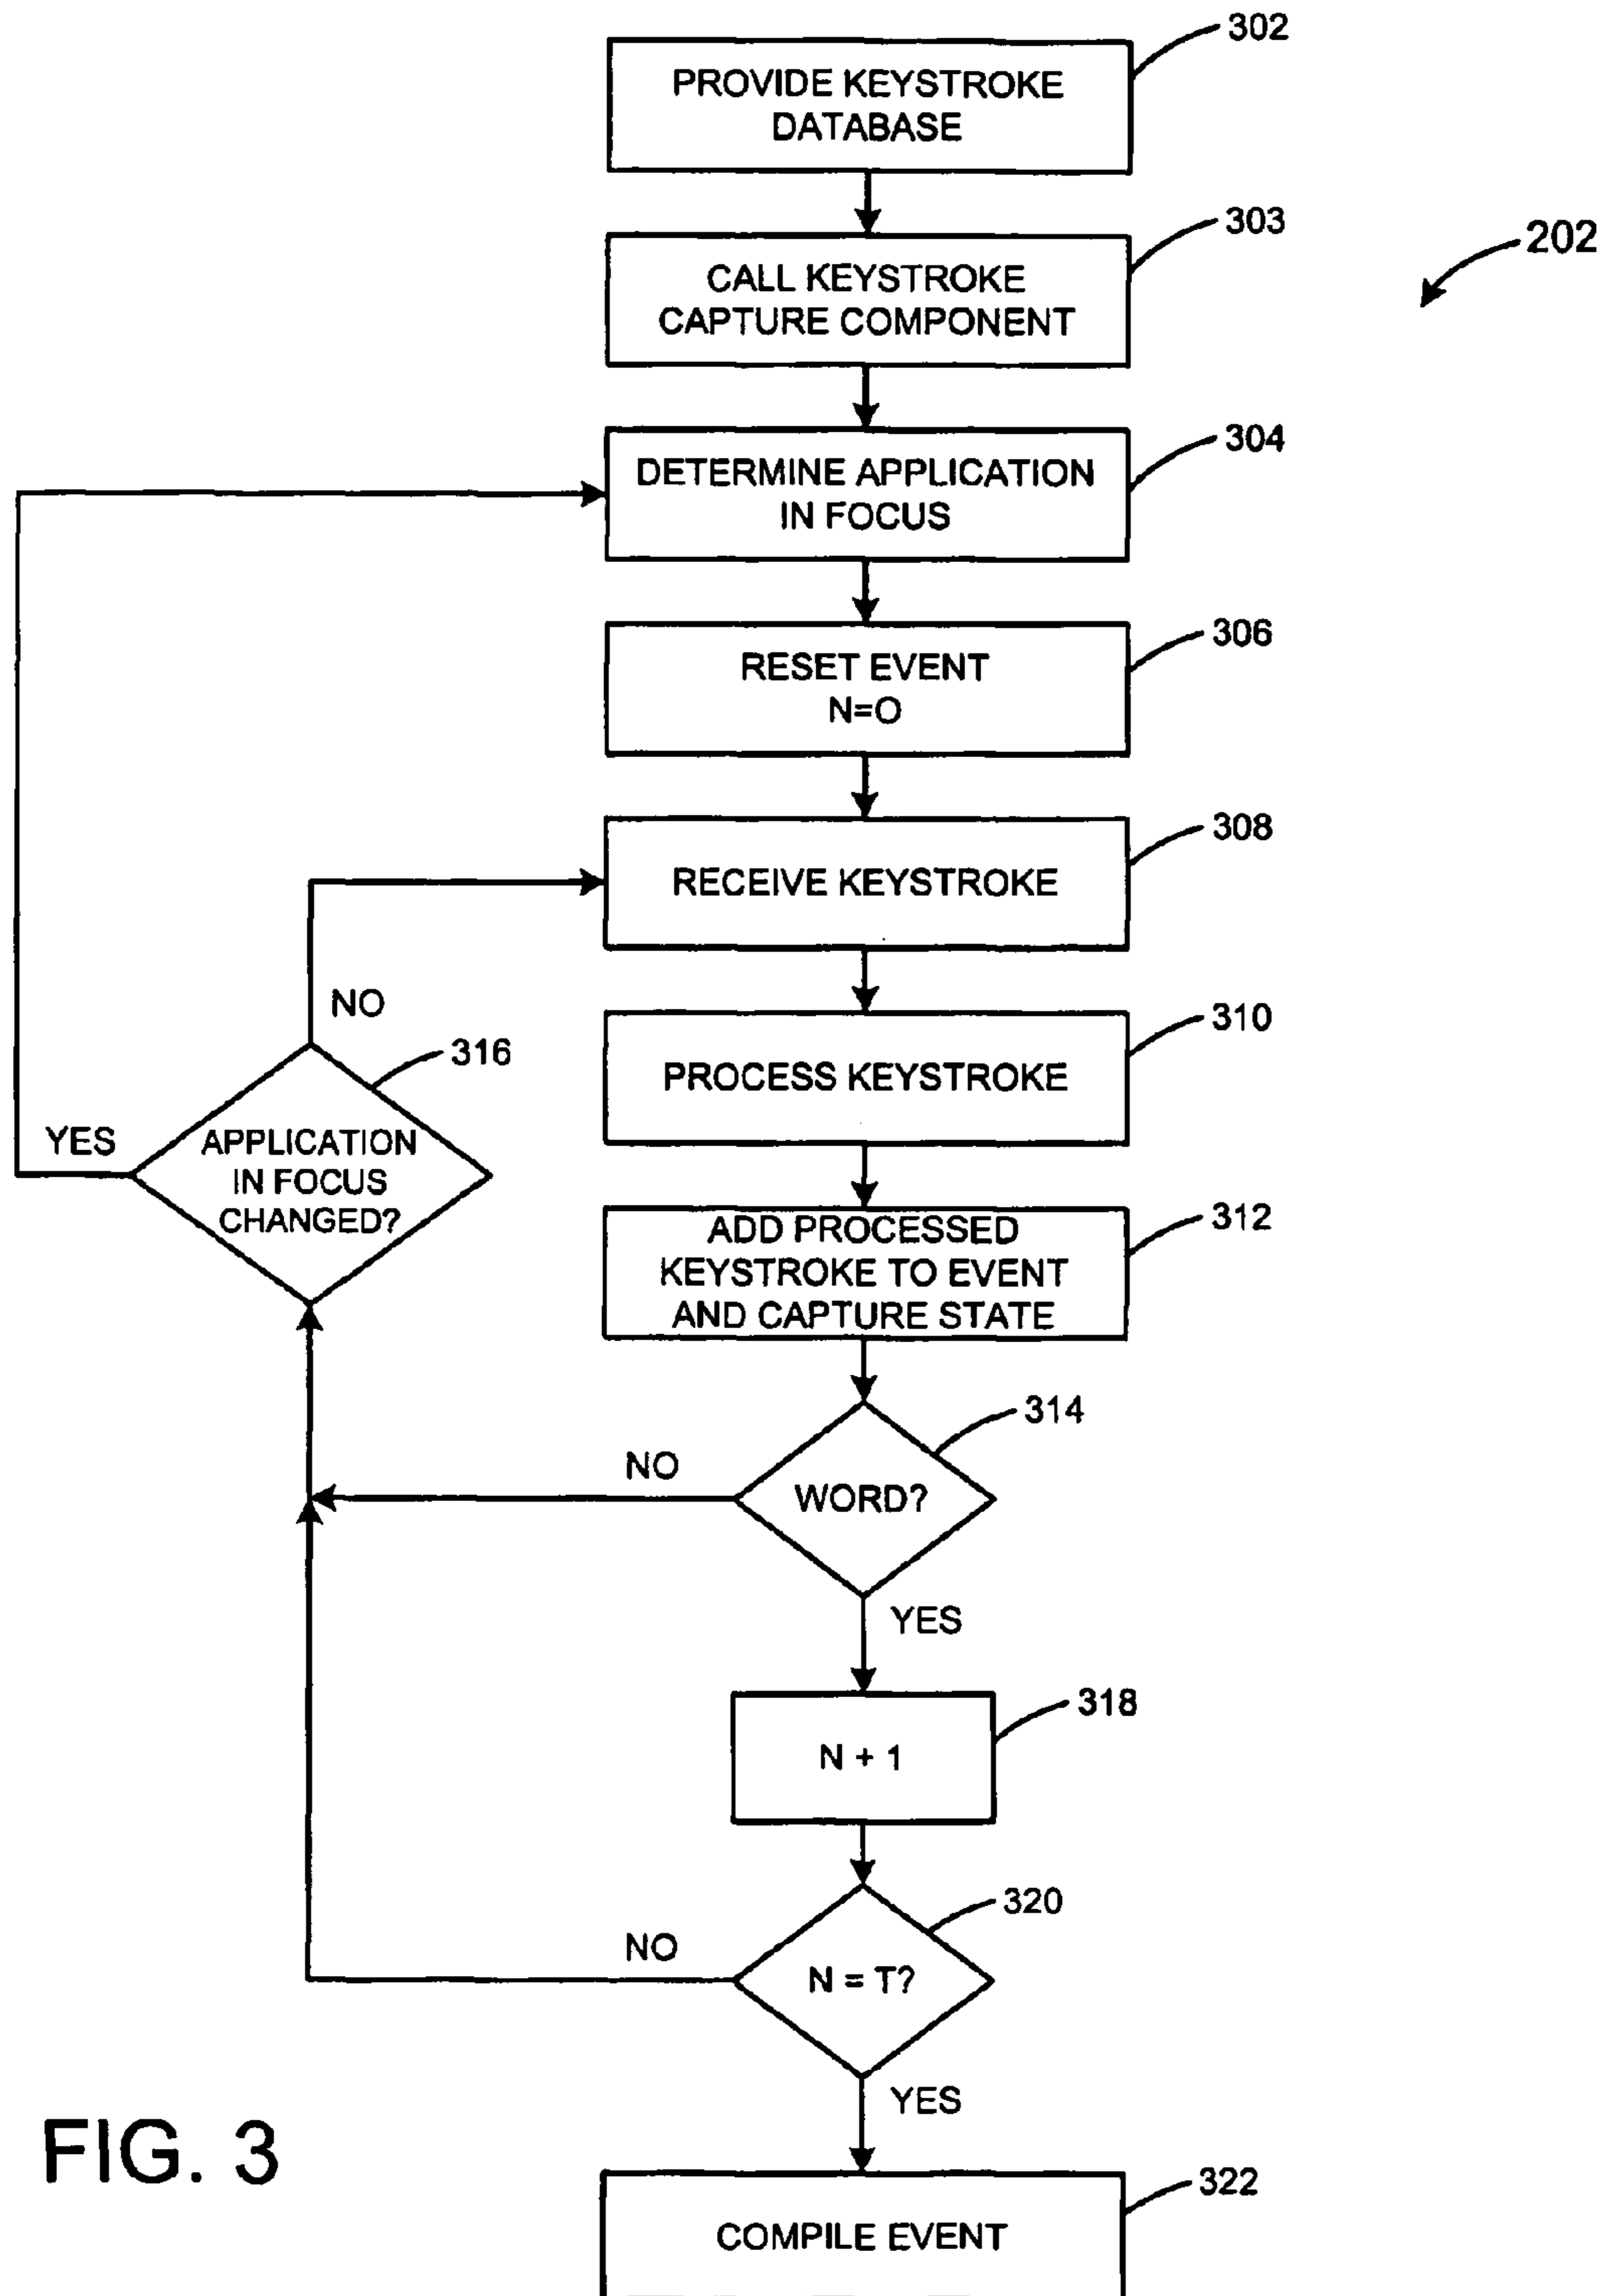 302
PROVIDE KEYSTROKE
DATABASE
303
CALL KEYSTROKE
CAPTURE COMPONENT
202
304
DETERMINE APPLICATION
IN FOCUS
306
RESET EVENT
N=O
308
RECEIVE KEYSTROKE
NO
310
PROCESS KEYSTROKE
316
YES
APPLICATION
IN FOCUS
CHANGED?
312
ADD PROCESSED
KEYSTROKE TO EVENT
AND CAPTURE STATE
314
NO
WORD?
YES
318
N + 1
320
NO
N = T?
YES
FIG. 3
322
COMPILE EVENT